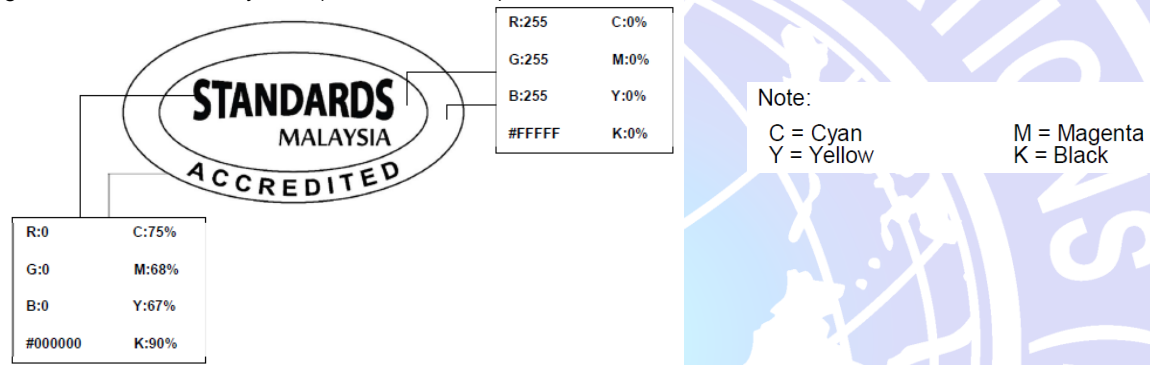 STANDARDS
MALAYSIA
ACCREDITED
R:255 C:0%
G:255 M:0%
B:255 Y:0%
#FFFFF K:0%
R:0 C:75%
G:0 M:68%
B:0 Y:67%
#000000 K:90%
Note:
C = Cyan M = Magenta
Y = Yellow K = Black